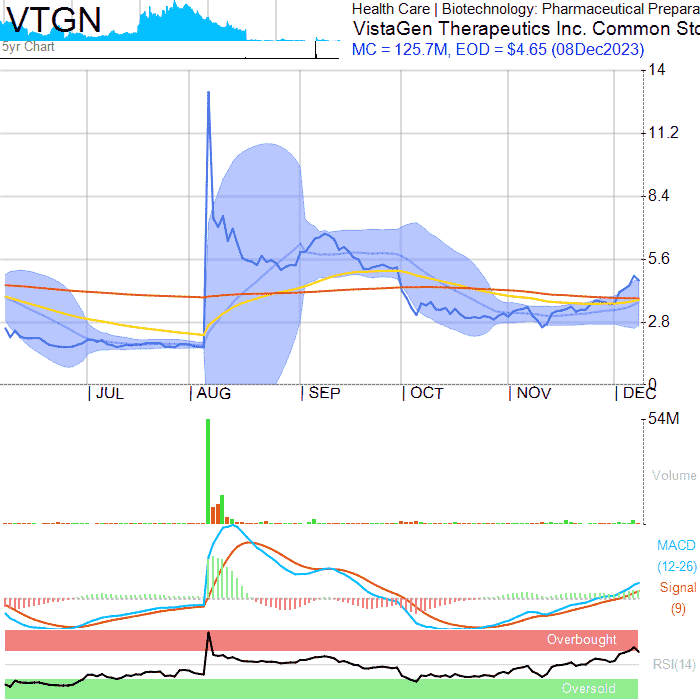 VTGN
5yr Chart
Health Care | Biotechnology: Pharmaceutical Prepara
VistaGen Therapeutics Inc. Common Sto
MC = 125.7M, EOD = $4.65 (08Dec2023)
14
11.2
8.4
5.6
2.8
0
JUL AUG SEP OCT NOV DEC
54M
Volume
MACD
(12-26)
Signal
(9)
Overbought
RSI(14)
Oversold